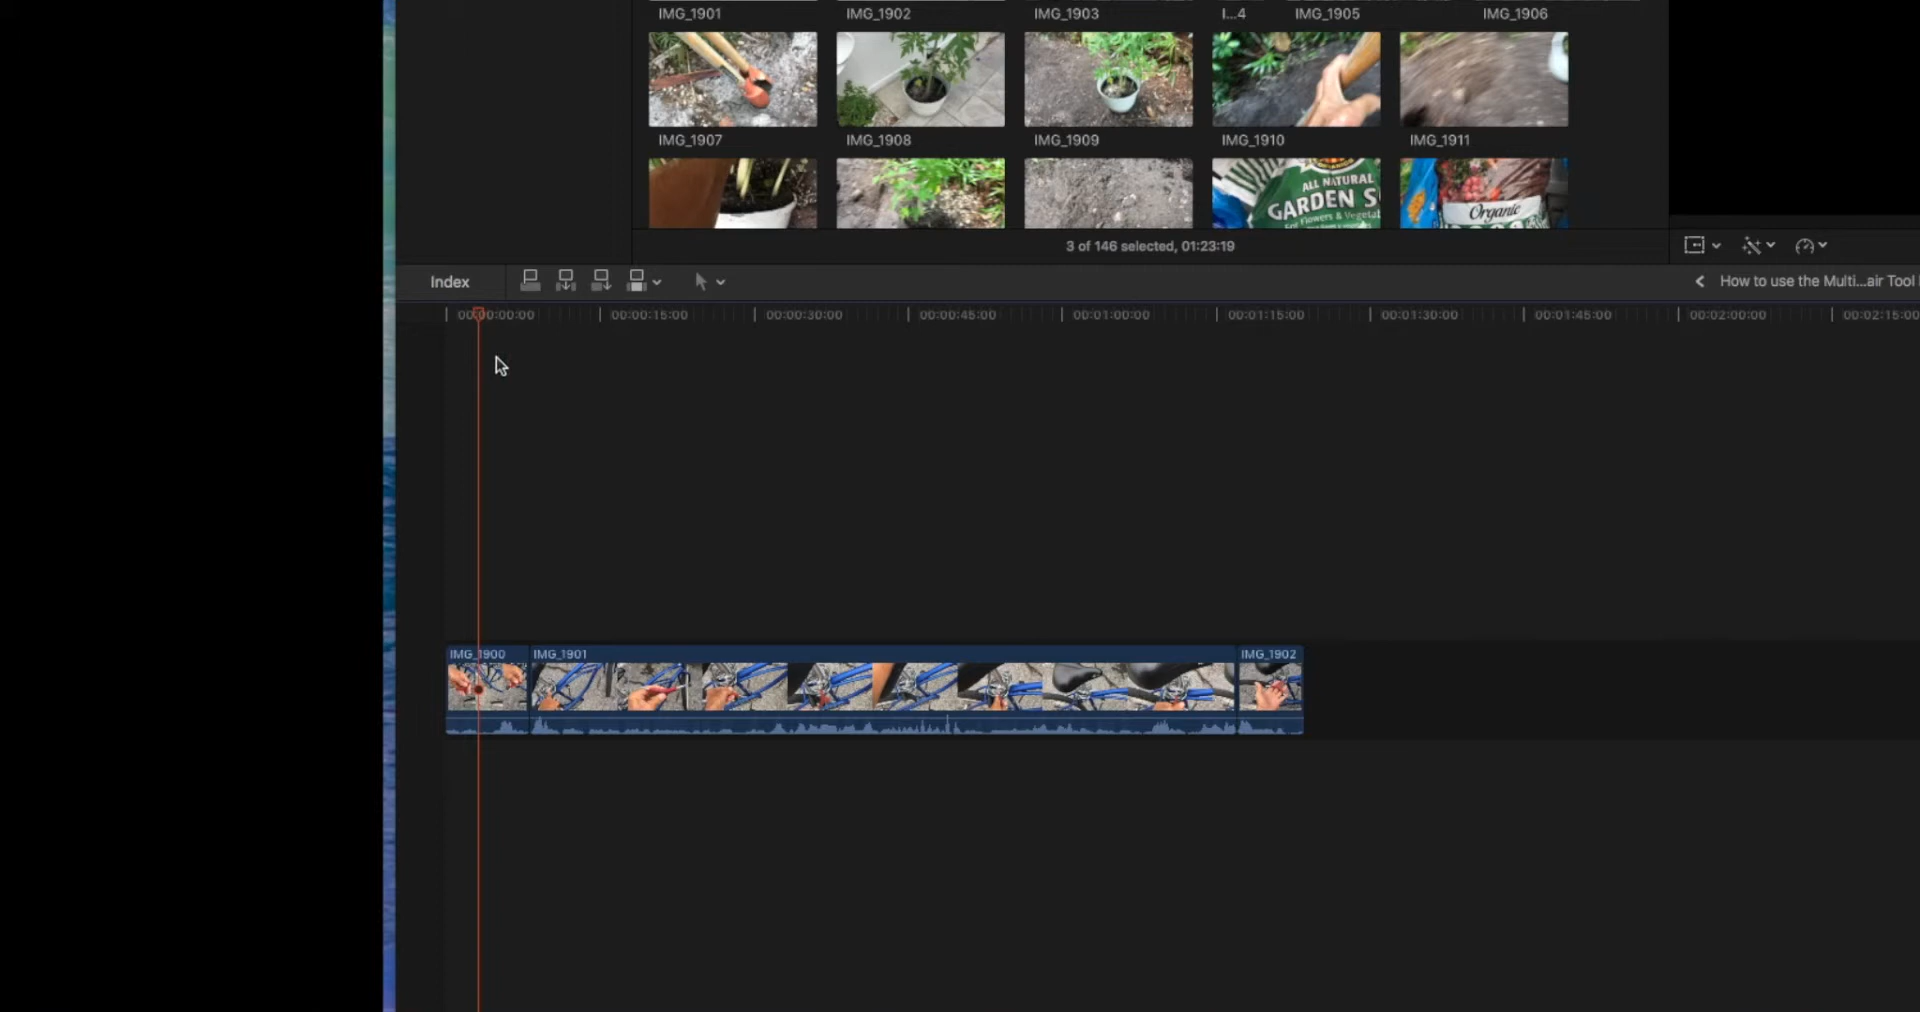 IMG_1901 IMG_1902 IMG_1903 I...4 IMG_1905 IMG_1906
IMG_1907 IMG_1908 IMG_1909 IMG_1910 IMG_1911
ALL NATURAL
GARDEN S
For Flowers & Vegetab
Organic
3 of 146 selected, 01:23:19
Index
How to use the Multi...air Tool
00:00:00:00 00:00:15:00 00:00:30:00 00:00:45:00 00:01:00:00 00:01:15:00 00:01:30:00 00:01:45:00 00:02:00:00 00:02:15:00
IMG_1900 IMG_1901 IMG_1902